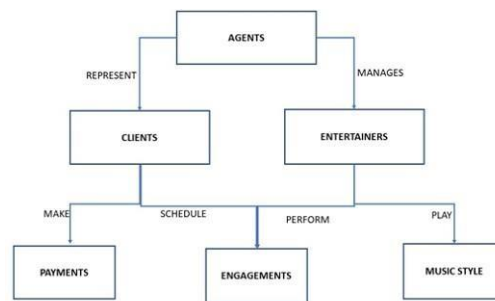 AGENTS
REPRESENT
MANAGES
CLIENTS
ENTERTAINERS
MAKE
SCHEDULE
PERFORM
PLAY
PAYMENTS
ENGAGEMENTS
MUSIC STYLE